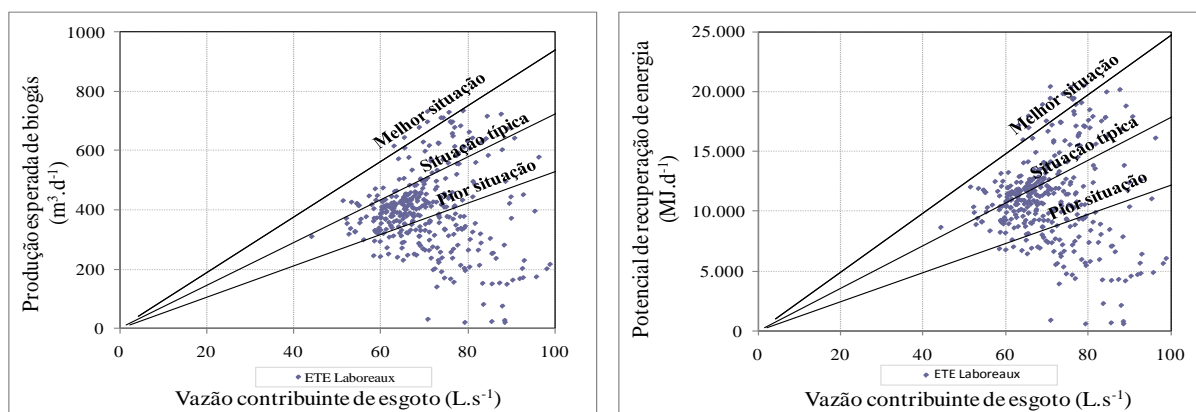 Produção esperada de biogás
(m³.d⁻¹)
1000
800
600
400
200
0
Melhor situação
Situação típica
Pior situação
0 20 40 60 80 100
ETE Laboreaux
Vazão contribuinte de esgoto (L.s⁻¹)
Potencial de recuperação de energia
(MJ.d⁻¹)
25.000
20.000
15.000
10.000
5.000
0
Melhor situação
Situação típica
Pior situação
0 20 40 60 80 100
ETE Laboreaux
Vazão contribuinte de esgoto (L.s⁻¹)